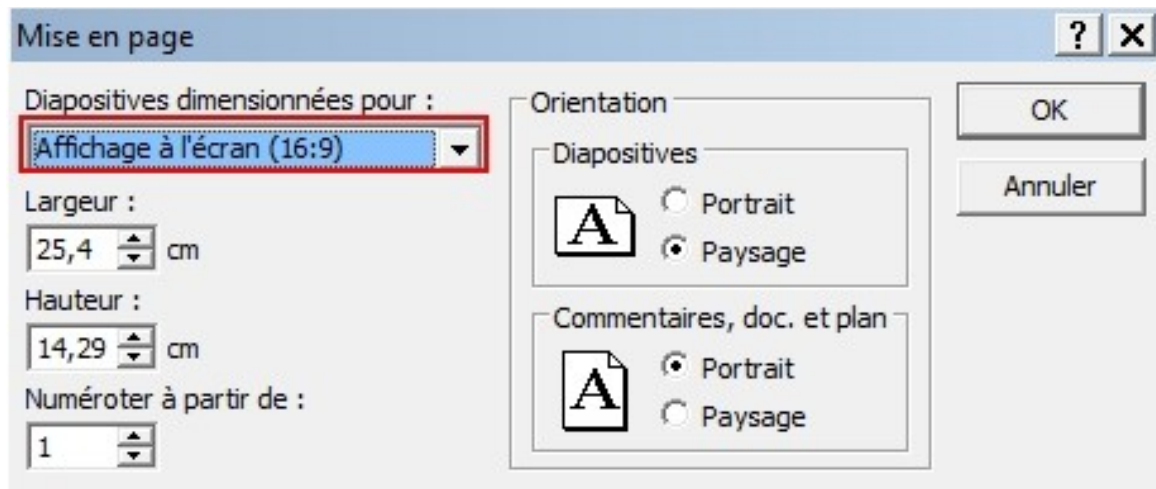 Mise en page
Diapositives dimensionnées pour :
Affichage à l'écran (16:9)
Largeur :
25,4 cm
Hauteur :
14,29 cm
Numéroter à partir de :
1
Orientation
Diapositives
A
Portrait
Paysage
Commentaires, doc. et plan
A
Portrait
Paysage
?
OK
Annuler